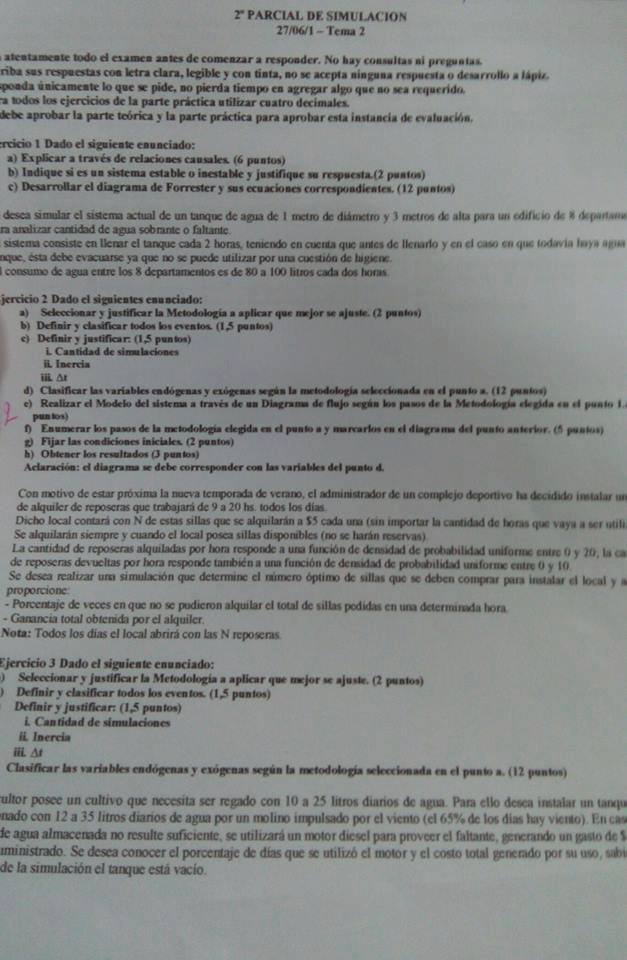 2º PARCIAL DE SIMULACION
27/06/1 – Tema 2
atentamente todo el examen antes de comenzar a responder. No hay consultas ni preguntas.
riba sus respuestas con letra clara, legible y con tinta, no se acepta ninguna respuesta o desarrollo a lápiz.
sponda únicamente lo que se pide, no pierda tiempo en agregar algo que no sea requerido.
ra todos los ejercicios de la parte práctica utilizar cuatro decimales.
debe aprobar la parte teórica y la parte práctica para aprobar esta instancia de evaluación.
ercicio 1 Dado el siguiente enunciado:
a) Explicar a través de relaciones causales. (6 puntos)
b) Indique si es un sistema estable o inestable y justifique su respuesta.(2 puntos)
c) Desarrollar el diagrama de Forrester y sus ecuaciones correspondientes. (12 puntos)
desea simular el sistema actual de un tanque de agua de 1 metro de diámetro y 3 metros de alta para un edificio de 8 departame
ra analizar cantidad de agua sobrante o faltante.
sistema consiste en llenar el tanque cada 2 horas, teniendo en cuenta que antes de llenarlo y en el caso en que todavía haya agua
nque, ésta debe evacuarse ya que no se puede utilizar por una cuestión de higiene.
l consumo de agua entre los 8 departamentos es de 80 a 100 litros cada dos horas.
jercicio 2 Dado el siguientes enunciado:
a) Seleccionar y justificar la Metodología a aplicar que mejor se ajuste. (2 puntos)
b) Definir y clasificar todos los eventos. (1,5 puntos)
c) Definir y justificar: (1,5 puntos)
i. Cantidad de simulaciones
ii. Inercia
iii. Δt
d) Clasificar las variables endógenas y exógenas según la metodología seleccionada en el punto a. (12 puntos)
2 e) Realizar el Modelo del sistema a través de un Diagrama de flujo según los pasos de la Metodología elegida en el punto 1.
puntos)
f) Enumerar los pasos de la metodología elegida en el punto a y marcarlos en el diagrama del punto anterior. (5 puntos)
g) Fijar las condiciones iniciales. (2 puntos)
h) Obtener los resultados (3 puntos)
Aclaración: el diagrama se debe corresponder con las variables del punto d.
Con motivo de estar próxima la nueva temporada de verano, el administrador de un complejo deportivo ha decidido instalar un
de alquiler de reposeras que trabajará de 9 a 20 hs. todos los días.
Dicho local contará con N de estas sillas que se alquilarán a $5 cada una (sin importar la cantidad de horas que vaya a ser utili
Se alquilarán siempre y cuando el local posea sillas disponibles (no se harán reservas).
La cantidad de reposeras alquiladas por hora responde a una función de densidad de probabilidad uniforme entre 0 y 20, la ca
de reposeras devueltas por hora responde también a una función de densidad de probabilidad uniforme entre 0 y 10.
Se desea realizar una simulación que determine el número óptimo de sillas que se deben comprar para instalar el local y a
proporcione:
- Porcentaje de veces en que no se pudieron alquilar el total de sillas pedidas en una determinada hora.
- Ganancia total obtenida por el alquiler.
Nota: Todos los días el local abrirá con las N reposeras.
Ejercicio 3 Dado el siguiente enunciado:
) Seleccionar y justificar la Metodología a aplicar que mejor se ajuste. (2 puntos)
) Definir y clasificar todos los eventos. (1,5 puntos)
Definir y justificar: (1,5 puntos)
i. Cantidad de simulaciones
ii. Inercia
iii. Δt
Clasificar las variables endógenas y exógenas según la metodología seleccionada en el punto a. (12 puntos)
cultor posee un cultivo que necesita ser regado con 10 a 25 litros diarios de agua. Para ello desea instalar un tanqu
nado con 12 a 35 litros diarios de agua por un molino impulsado por el viento (el 65% de los días hay viento). En cas
de agua almacenada no resulte suficiente, se utilizará un motor diesel para proveer el faltante, generando un gasto de $
uministrado. Se desea conocer el porcentaje de días que se utilizó el motor y el costo total generado por su uso, sabi
de la simulación el tanque está vacío.